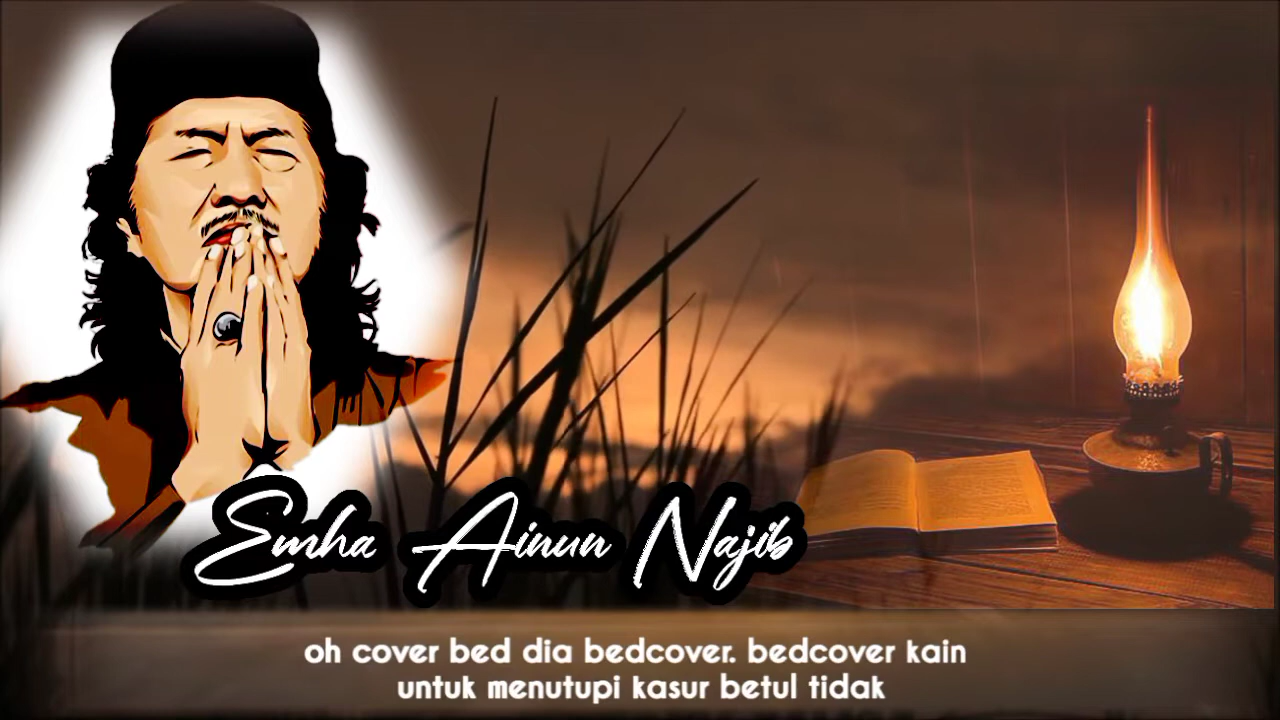 Emha Ainun Najib
oh cover bed dia bedcover. bedcover kain
untuk menutupi kasur betul tidak